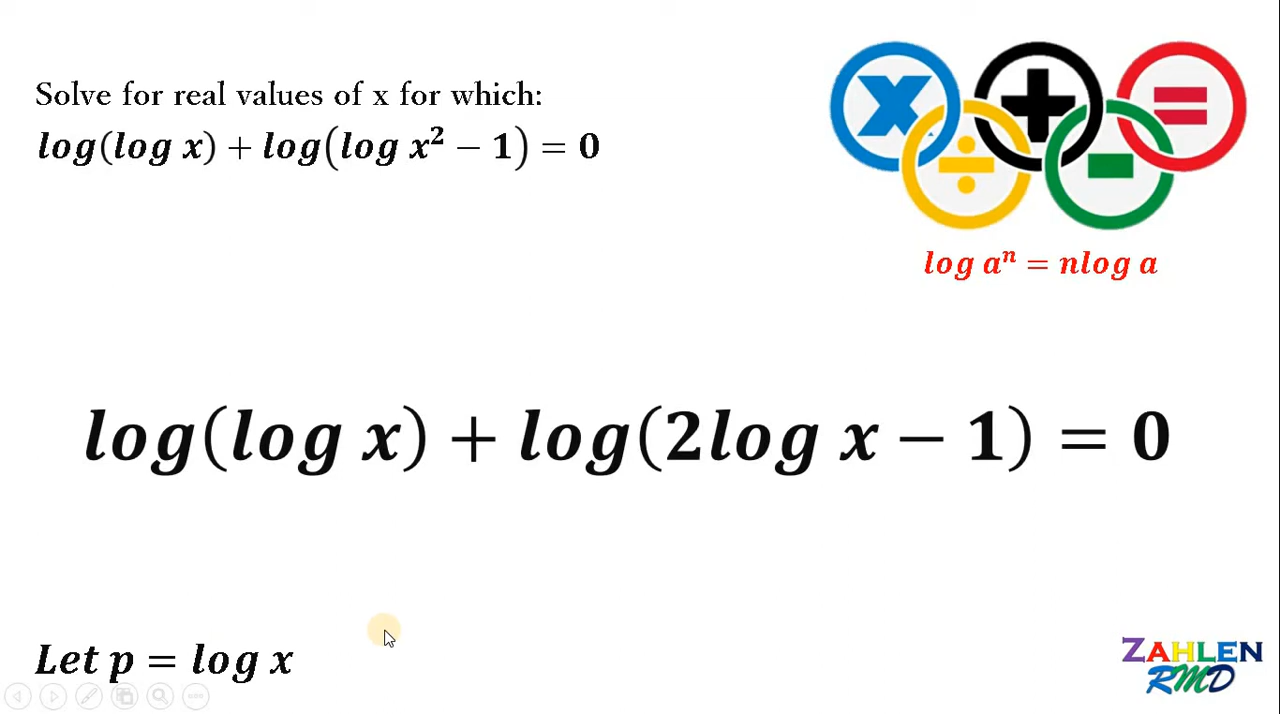 Solve for real values of x for which:
log(log x) + log(log x² − 1) = 0
log aⁿ = nlog a
log(log x) + log(2log x − 1) = 0
Let p = log x
ZAHLEN
RMD